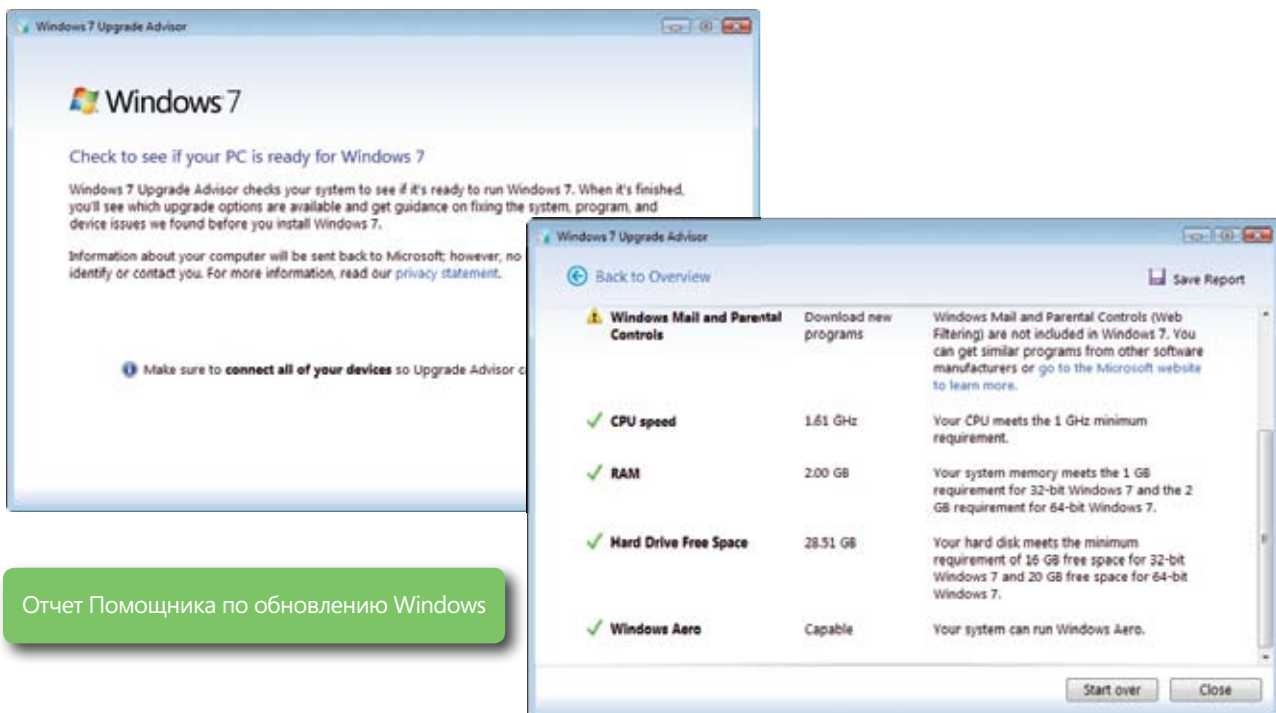 Windows 7 Upgrade Advisor
Windows 7
Check to see if your PC is ready for Windows 7
Windows 7 Upgrade Advisor checks your system to see if it's ready to run Windows 7. When it's finished,
you'll see which upgrade options are available and get guidance on fixing the system, program, and
device issues we found before you install Windows 7.
Information about your computer will be sent back to Microsoft; however, no
identify or contact you. For more information, read our privacy statement.
Make sure to connect all of your devices so Upgrade Advisor
Windows 7 Upgrade Advisor
Back to Overview
Save Report
Windows Mail and Parental
Controls
Download new
programs
Windows Mail and Parental Controls (Web
Filtering) are not included in Windows 7. You
can get similar programs from other software
manufacturers or go to the Microsoft website
to learn more.
CPU speed
1.61 GHz
Your CPU meets the 1 GHz minimum
requirement.
RAM
2.00 GB
Your system memory meets the 1 GB
requirement for 32-bit Windows 7 and the 2
GB requirement for 64-bit Windows 7.
Hard Drive Free Space
28.51 GB
Your hard disk meets the minimum
requirement of 16 GB free space for 32-bit
Windows 7 and 20 GB free space for 64-bit
Windows 7.
Windows Aero
Capable
Your system can run Windows Aero.
Start over
Close
Отчет Помощника по обновлению Windows